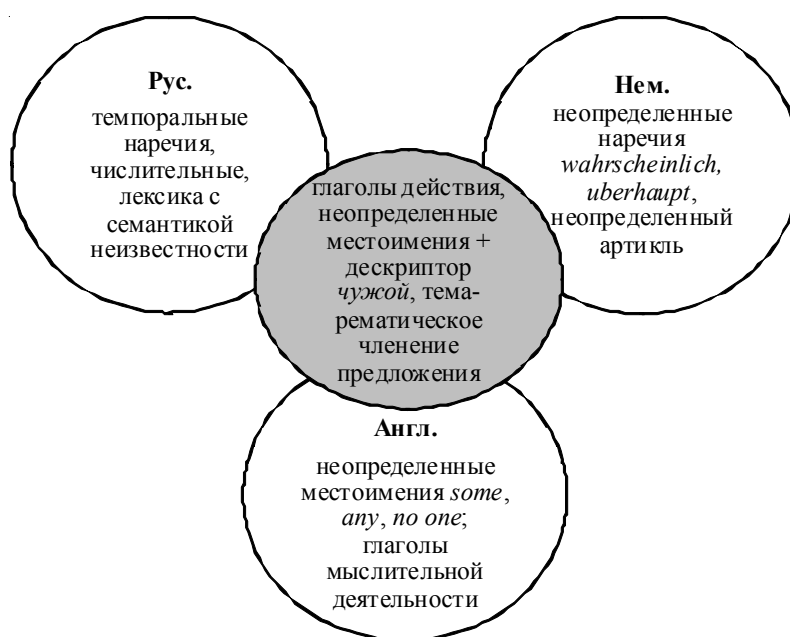 Рус.
темпоральные
наречия,
числительные,
лексика с
семантикой
неизвестности
Нем.
неопределенные
наречия
wahrscheinlich,
uberhaupt,
неопределенный
артикль
глаголы действия,
неопределенные
местоимения +
дескриптор
чужой, тема-
рематическое
членение
предложения
Англ.
неопределенные
местоимения some,
any, no one;
глаголы
мыслительной
деятельности